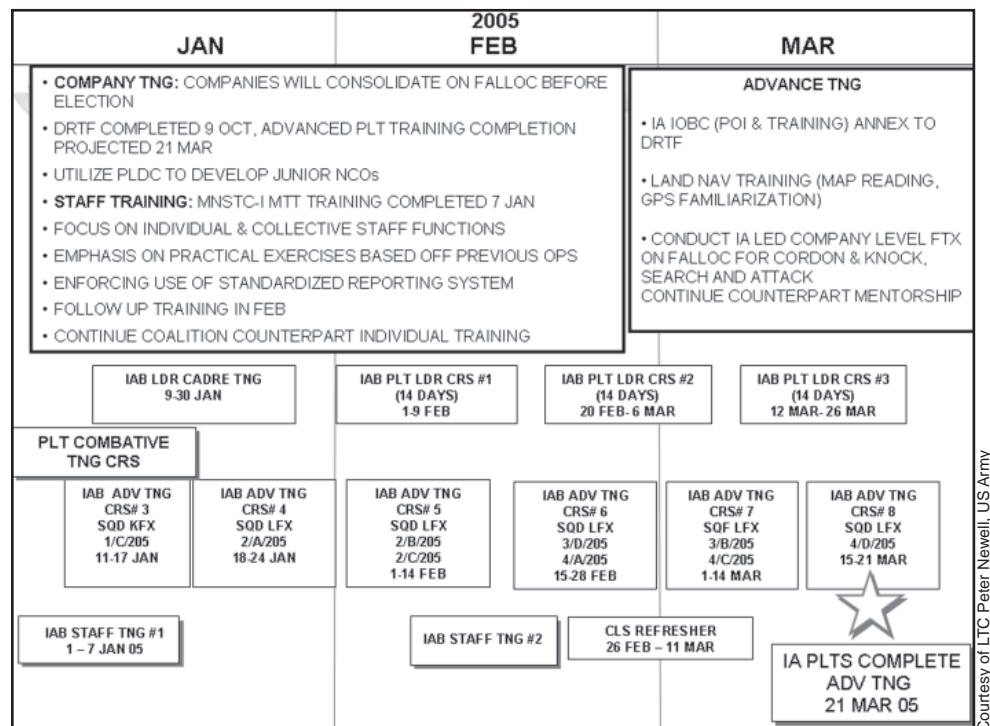 2005
JAN FEB MAR
• COMPANY TNG: COMPANIES WILL CONSOLIDATE ON FALLOC BEFORE
ELECTION
• DRTF COMPLETED 9 OCT, ADVANCED PLT TRAINING COMPLETION
PROJECTED 21 MAR
• UTILIZE PLDC TO DEVELOP JUNIOR NCOs
• STAFF TRAINING: MNSTC-I MTT TRAINING COMPLETED 7 JAN
• FOCUS ON INDIVIDUAL & COLLECTIVE STAFF FUNCTIONS
• EMPHASIS ON PRACTICAL EXERCISES BASED OFF PREVIOUS OPS
• ENFORCING USE OF STANDARDIZED REPORTING SYSTEM
• FOLLOW UP TRAINING IN FEB
• CONTINUE COALITION COUNTERPART INDIVIDUAL TRAINING
ADVANCE TNG
• IA IOBC (POI & TRAINING) ANNEX TO
DRTF
• LAND NAV TRAINING (MAP READING,
GPS FAMILIARIZATION)
• CONDUCT IA LED COMPANY LEVEL FTX
ON FALLOC FOR CORDON & KNOCK,
SEARCH AND ATTACK
CONTINUE COUNTERPART MENTORSHIP
IAB LDR CADRE TNG
9-30 JAN
IAB PLT LDR CRS #1
(14 DAYS)
1-9 FEB
IAB PLT LDR CRS #2
(14 DAYS)
20 FEB- 6 MAR
IAB PLT LDR CRS #3
(14 DAYS)
12 MAR- 26 MAR
PLT COMBATIVE
TNG CRS
IAB ADV TNG
CRS# 3
SQD KFX
1/C/205
11-17 JAN
IAB ADV TNG
CRS# 4
SQD LFX
2/A/205
18-24 JAN
IAB ADV TNG
CRS# 5
SQD LFX
2/B/205
2/C/205
1-14 FEB
IAB ADV TNG
CRS# 6
SQD LFX
3/D/205
4/A/205
15-28 FEB
IAB ADV TNG
CRS# 7
SQF LFX
3/B/205
4/C/205
1-14 MAR
IAB ADV TNG
CRS# 8
SQD LFX
4/D/205
15-21 MAR
IAB STAFF TNG #1
1 – 7 JAN 05
IAB STAFF TNG #2
CLS REFRESHER
26 FEB – 11 MAR
IA PLTS COMPLETE
ADV TNG
21 MAR 05
Courtesy of LTC Peter Newell, US Army